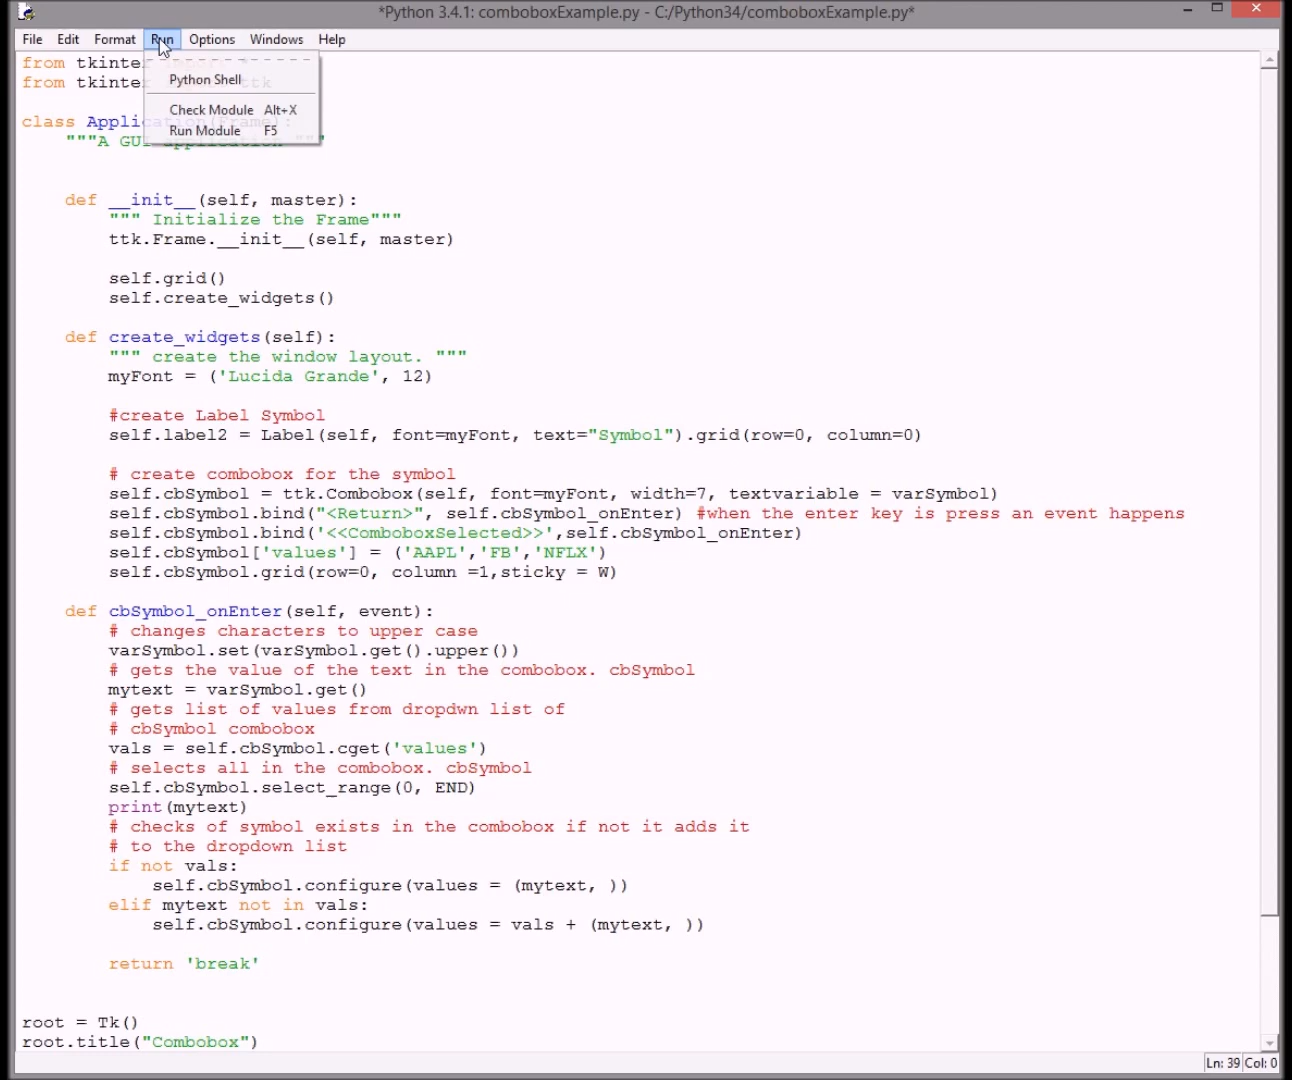 *Python 3.4.1: comboboxExample.py - C:/Python34/comboboxExample.py*
File Edit Format Run Options Windows Help
from tkinter
from tkinter ttk
Python Shell
Check Module Alt+X
Run Module F5
class Application(Frame):
"""A GUI application """
def __init__(self, master):
""" Initialize the Frame"""
ttk.Frame.__init__(self, master)
self.grid()
self.create_widgets()
def create_widgets(self):
""" create the window layout. """
myFont = ('Lucida Grande', 12)
#create Label Symbol
self.label2 = Label(self, font=myFont, text="Symbol").grid(row=0, column=0)
# create combobox for the symbol
self.cbSymbol = ttk.Combobox(self, font=myFont, width=7, textvariable = varSymbol)
self.cbSymbol.bind("<Return>", self.cbSymbol_onEnter) #when the enter key is press an event happens
self.cbSymbol.bind('<<ComboboxSelected>>',self.cbSymbol_onEnter)
self.cbSymbol['values'] = ('AAPL','FB','NFLX')
self.cbSymbol.grid(row=0, column =1,sticky = W)
def cbSymbol_onEnter(self, event):
# changes characters to upper case
varSymbol.set(varSymbol.get().upper())
# gets the value of the text in the combobox. cbSymbol
mytext = varSymbol.get()
# gets list of values from dropdwn list of
# cbSymbol combobox
vals = self.cbSymbol.cget('values')
# selects all in the combobox. cbSymbol
self.cbSymbol.select_range(0, END)
print(mytext)
# checks of symbol exists in the combobox if not it adds it
# to the dropdown list
if not vals:
self.cbSymbol.configure(values = (mytext, ))
elif mytext not in vals:
self.cbSymbol.configure(values = vals + (mytext, ))
return 'break'
root = Tk()
root.title("Combobox")
Ln: 39 Col: 0